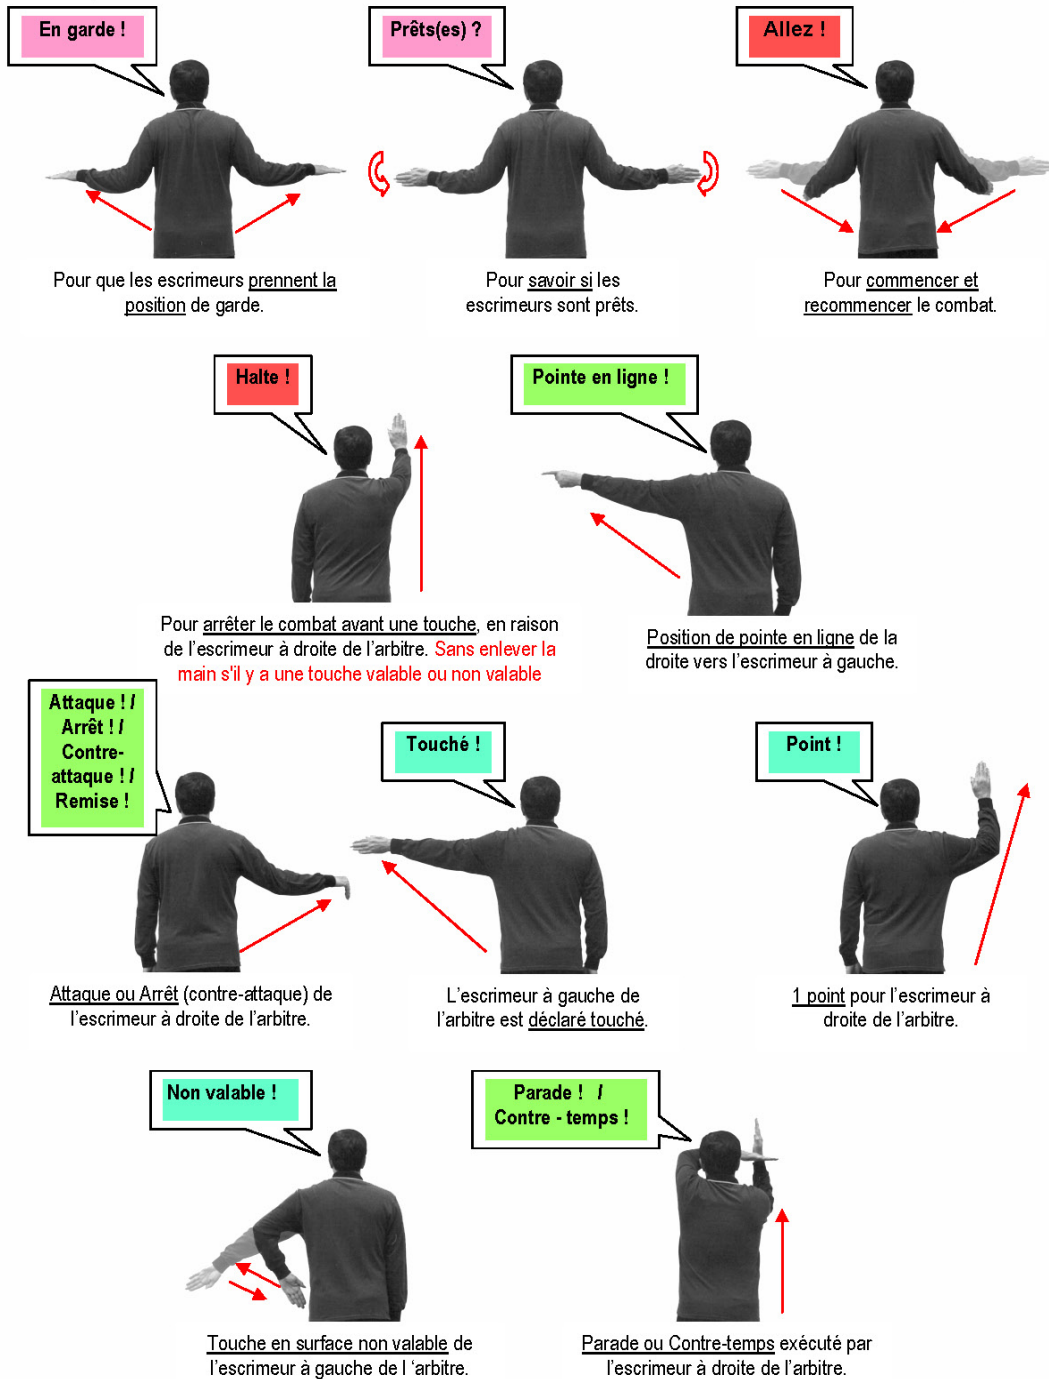 En garde !
Prêts(es) ?
Allez !
Pour que les escrimeurs prennent la
position de garde.
Pour savoir si les
escrimeurs sont prêts.
Pour commencer et
recommencer le combat.
Halte !
Pointe en ligne !
Pour arrêter le combat avant une touche, en raison
de l'escrimeur à droite de l'arbitre. Sans enlever la
main s'il y a une touche valable ou non valable
Position de pointe en ligne de la
droite vers l'escrimeur à gauche.
Attaque ! /
Arrêt ! /
Contre-
attaque ! /
Remise !
Touché !
Point !
Attaque ou Arrêt (contre-attaque) de
l'escrimeur à droite de l'arbitre.
L'escrimeur à gauche de
l'arbitre est déclaré touché.
1 point pour l'escrimeur à
droite de l'arbitre.
Non valable !
Parade ! /
Contre - temps !
Touche en surface non valable de
l'escrimeur à gauche de l 'arbitre.
Parade ou Contre-temps exécuté par
l'escrimeur à droite de l'arbitre.